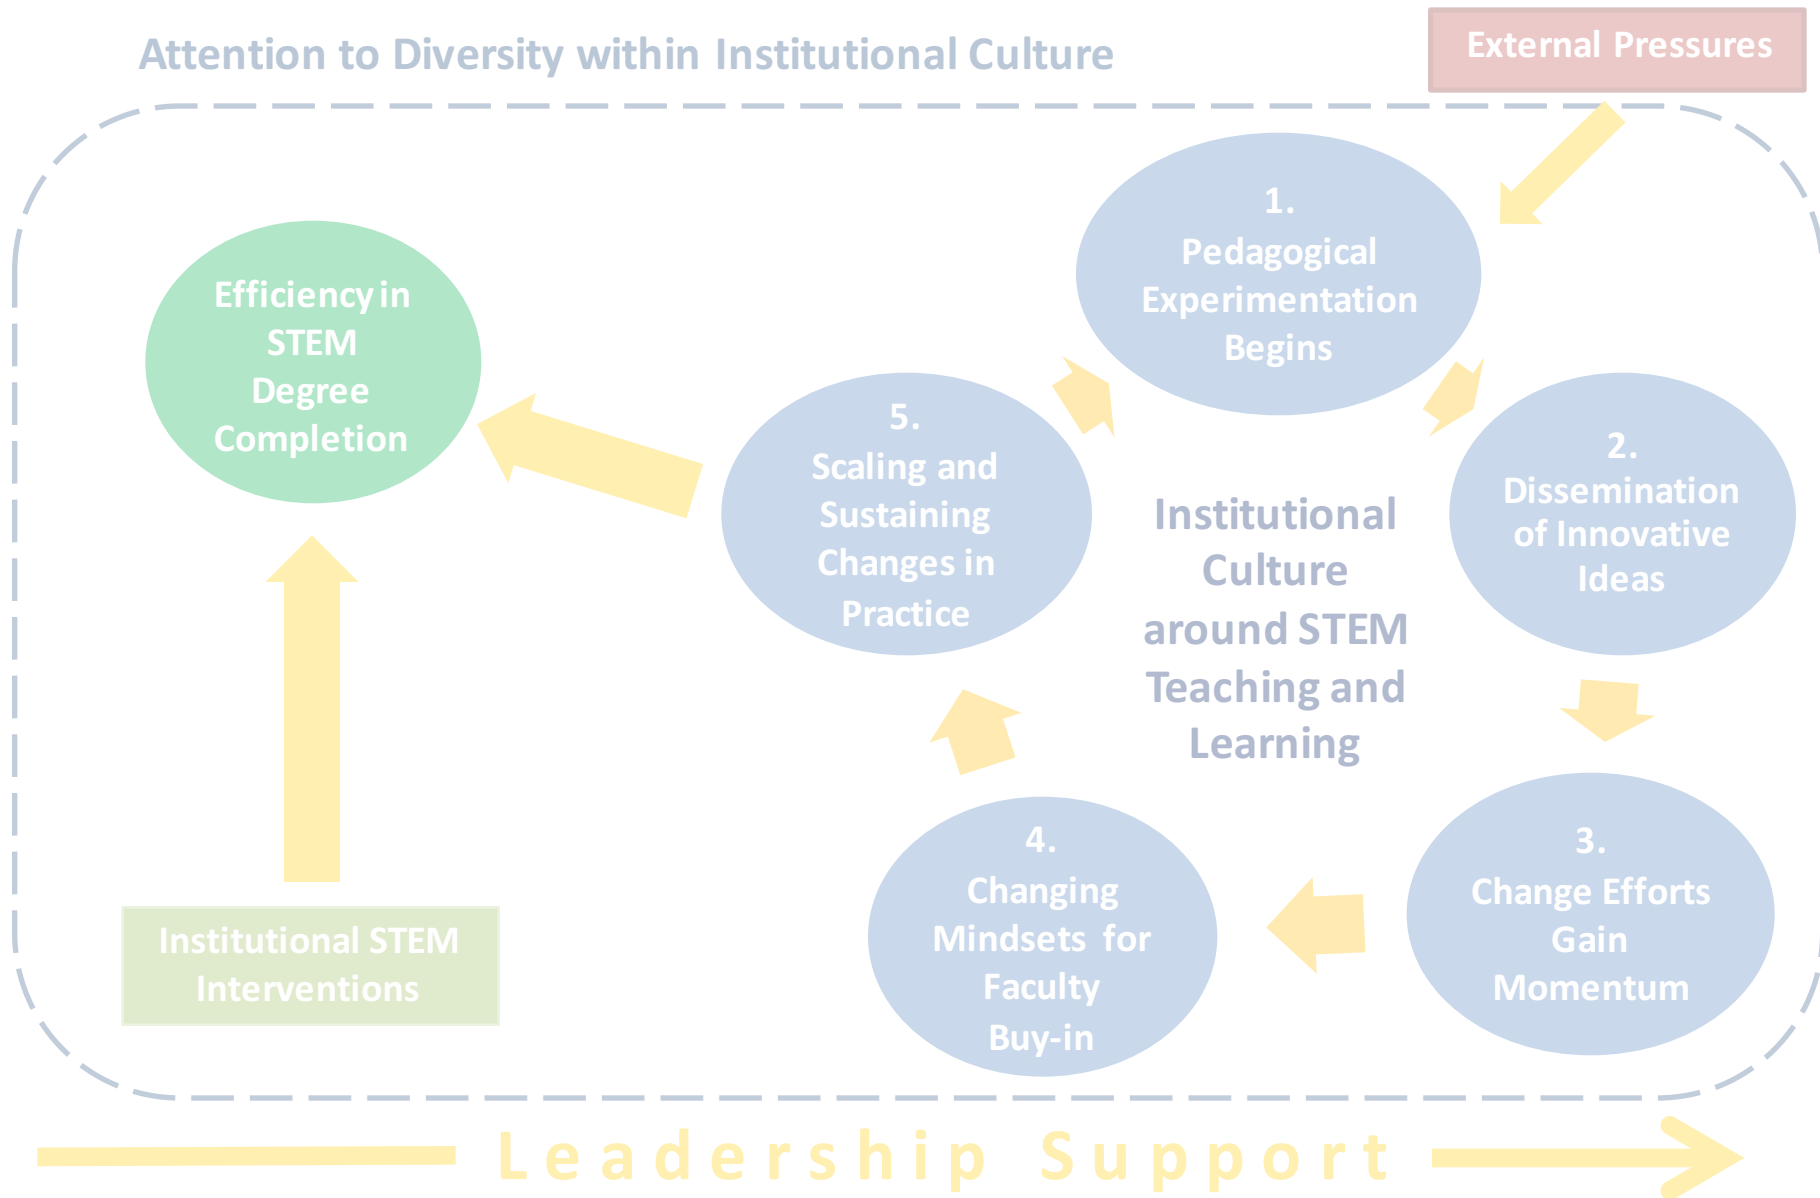 Attention to Diversity within Institutional Culture
External Pressures
1.
Pedagogical
Experimentation
Begins
2.
Dissemination
of Innovative
Ideas
3.
Change Efforts
Gain
Momentum
4.
Changing
Mindsets for
Faculty
Buy-in
5.
Scaling and
Sustaining
Changes in
Practice
Institutional
Culture
around STEM
Teaching and
Learning
Efficiency in
STEM
Degree
Completion
Institutional STEM
Interventions
Leadership Support